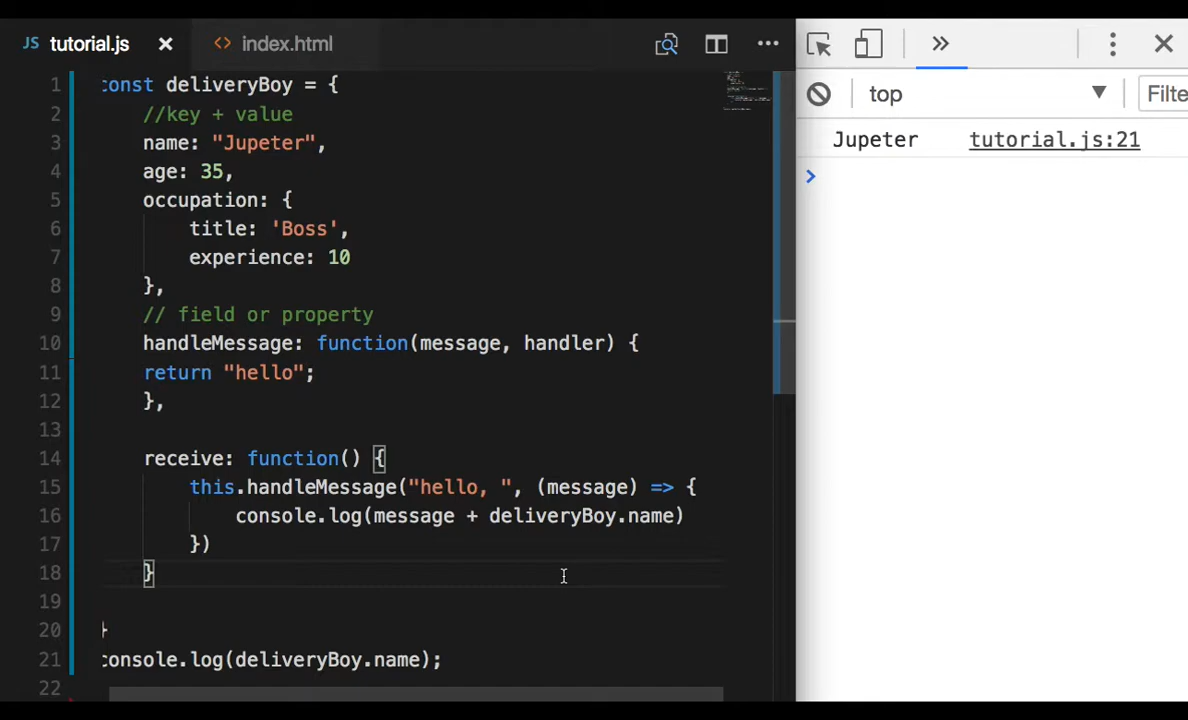 JS tutorial.js × <> index.html
1 const deliveryBoy = {
2 //key + value
3 name: "Jupeter",
4 age: 35,
5 occupation: {
6 title: 'Boss',
7 experience: 10
8 },
9 // field or property
10 handleMessage: function(message, handler) {
11 return "hello";
12 },
13
14 receive: function() {
15 this.handleMessage("hello, ", (message) => {
16 console.log(message + deliveryBoy.name)
17 })
18 }
19
20 }
21 console.log(deliveryBoy.name);
22
top ▼ Filte
Jupeter tutorial.js:21